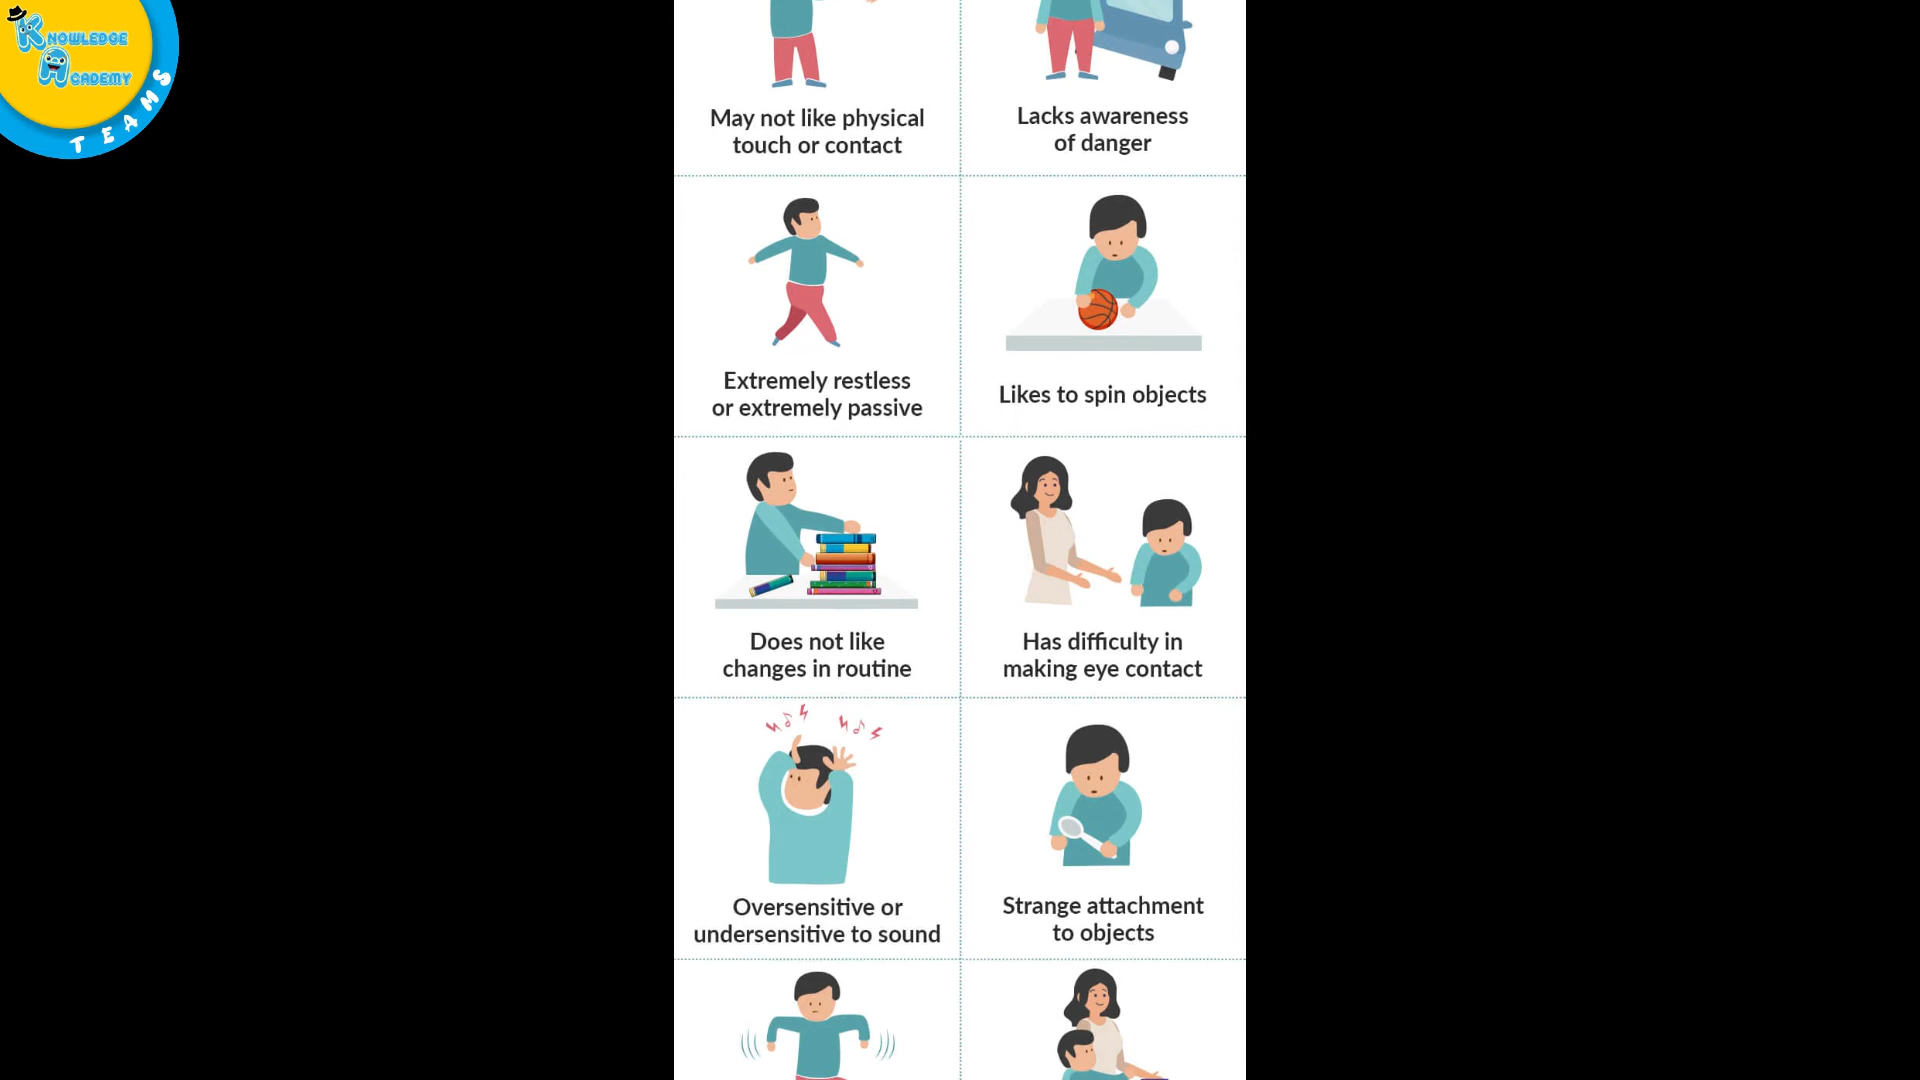 KNOWLEDGE
ACADEMY
TEAMS
May not like physical
touch or contact
Lacks awareness
of danger
Extremely restless
or extremely passive
Likes to spin objects
Does not like
changes in routine
Has difficulty in
making eye contact
Oversensitive or
undersensitive to sound
Strange attachment
to objects